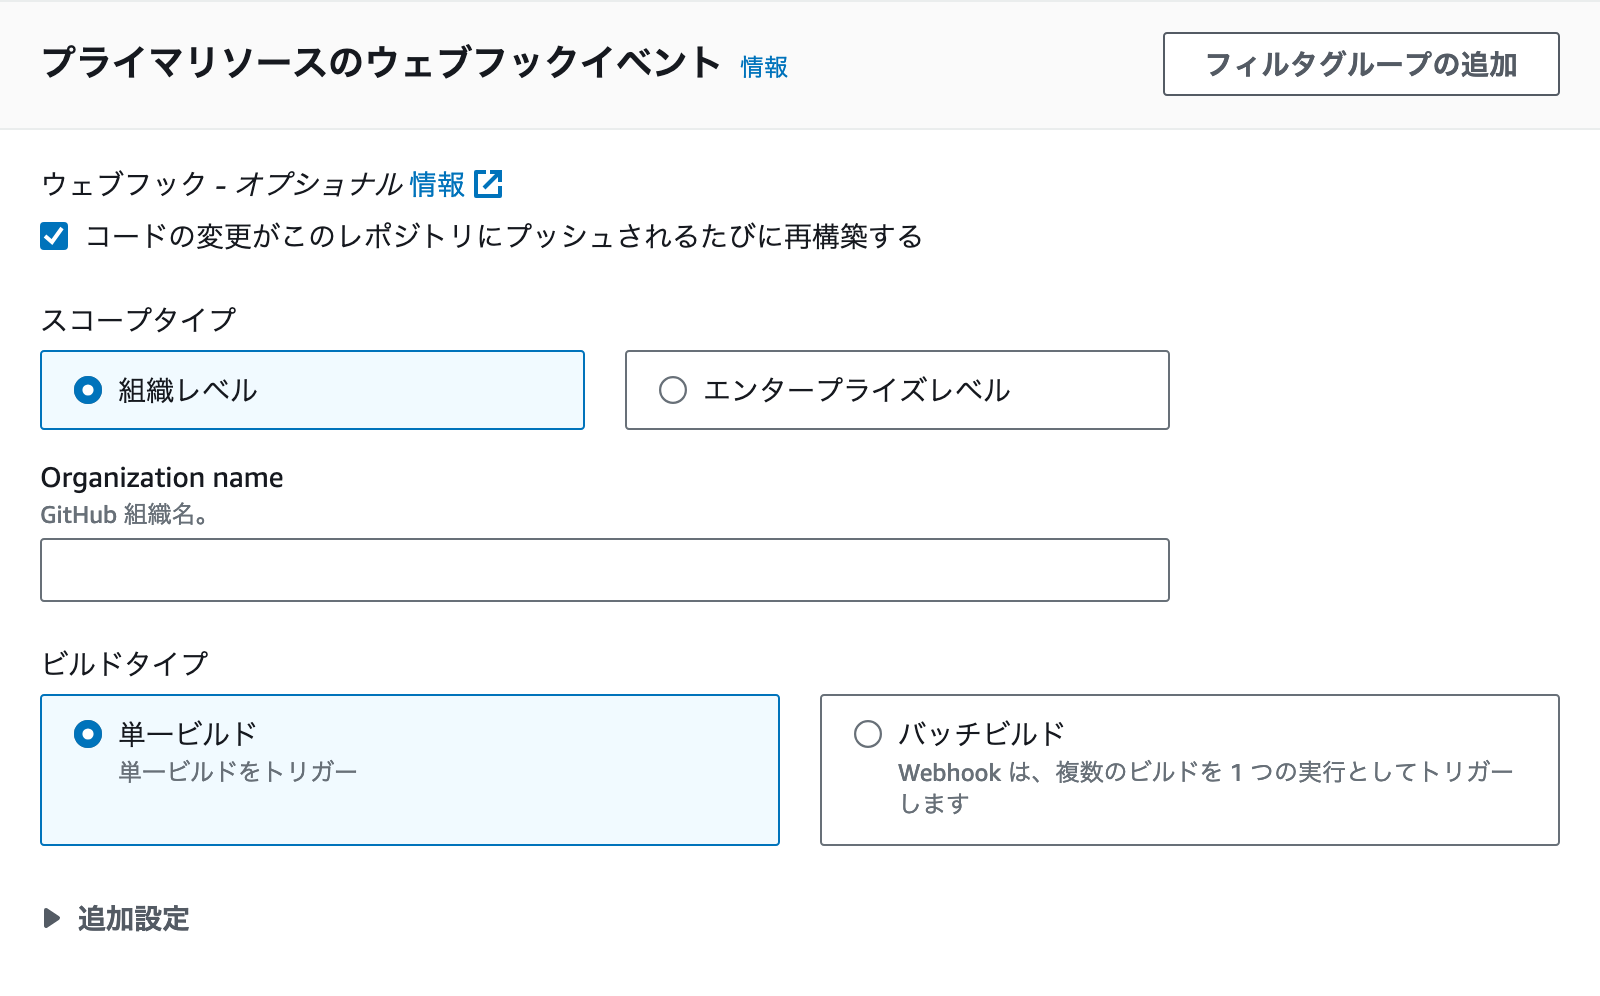 プライマリソースのウェブフックイベント 情報
フィルタグループの追加
ウェブフック - オプショナル 情報
コードの変更がこのレポジトリにプッシュされるたびに再構築する
スコープタイプ
組織レベル
エンタープライズレベル
Organization name
GitHub 組織名。
ビルドタイプ
単一ビルド
単一ビルドをトリガー
バッチビルド
Webhook は、複数のビルドを 1 つの実行としてトリガー
します
追加設定